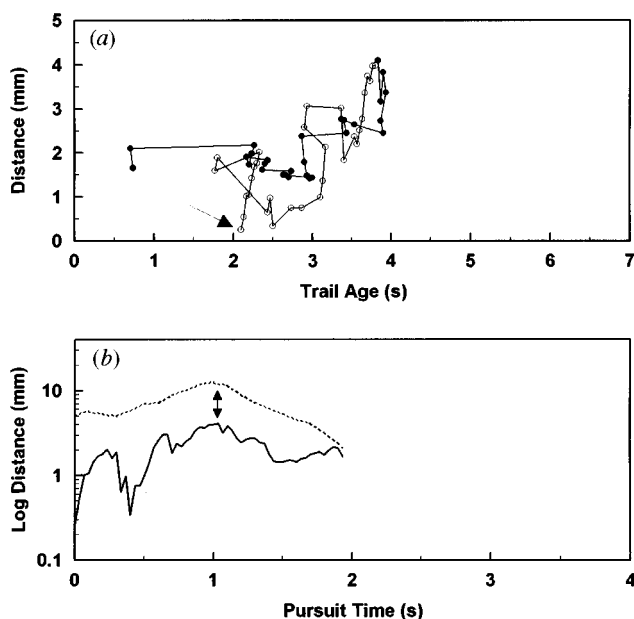 (a)
Distance (mm)
5
4
3
2
1
0
0 1 2 3 4 5 6 7
Trail Age (s)
(b)
Log Distance (mm)
10
1
0.1
0 1 2 3 4
Pursuit Time (s)